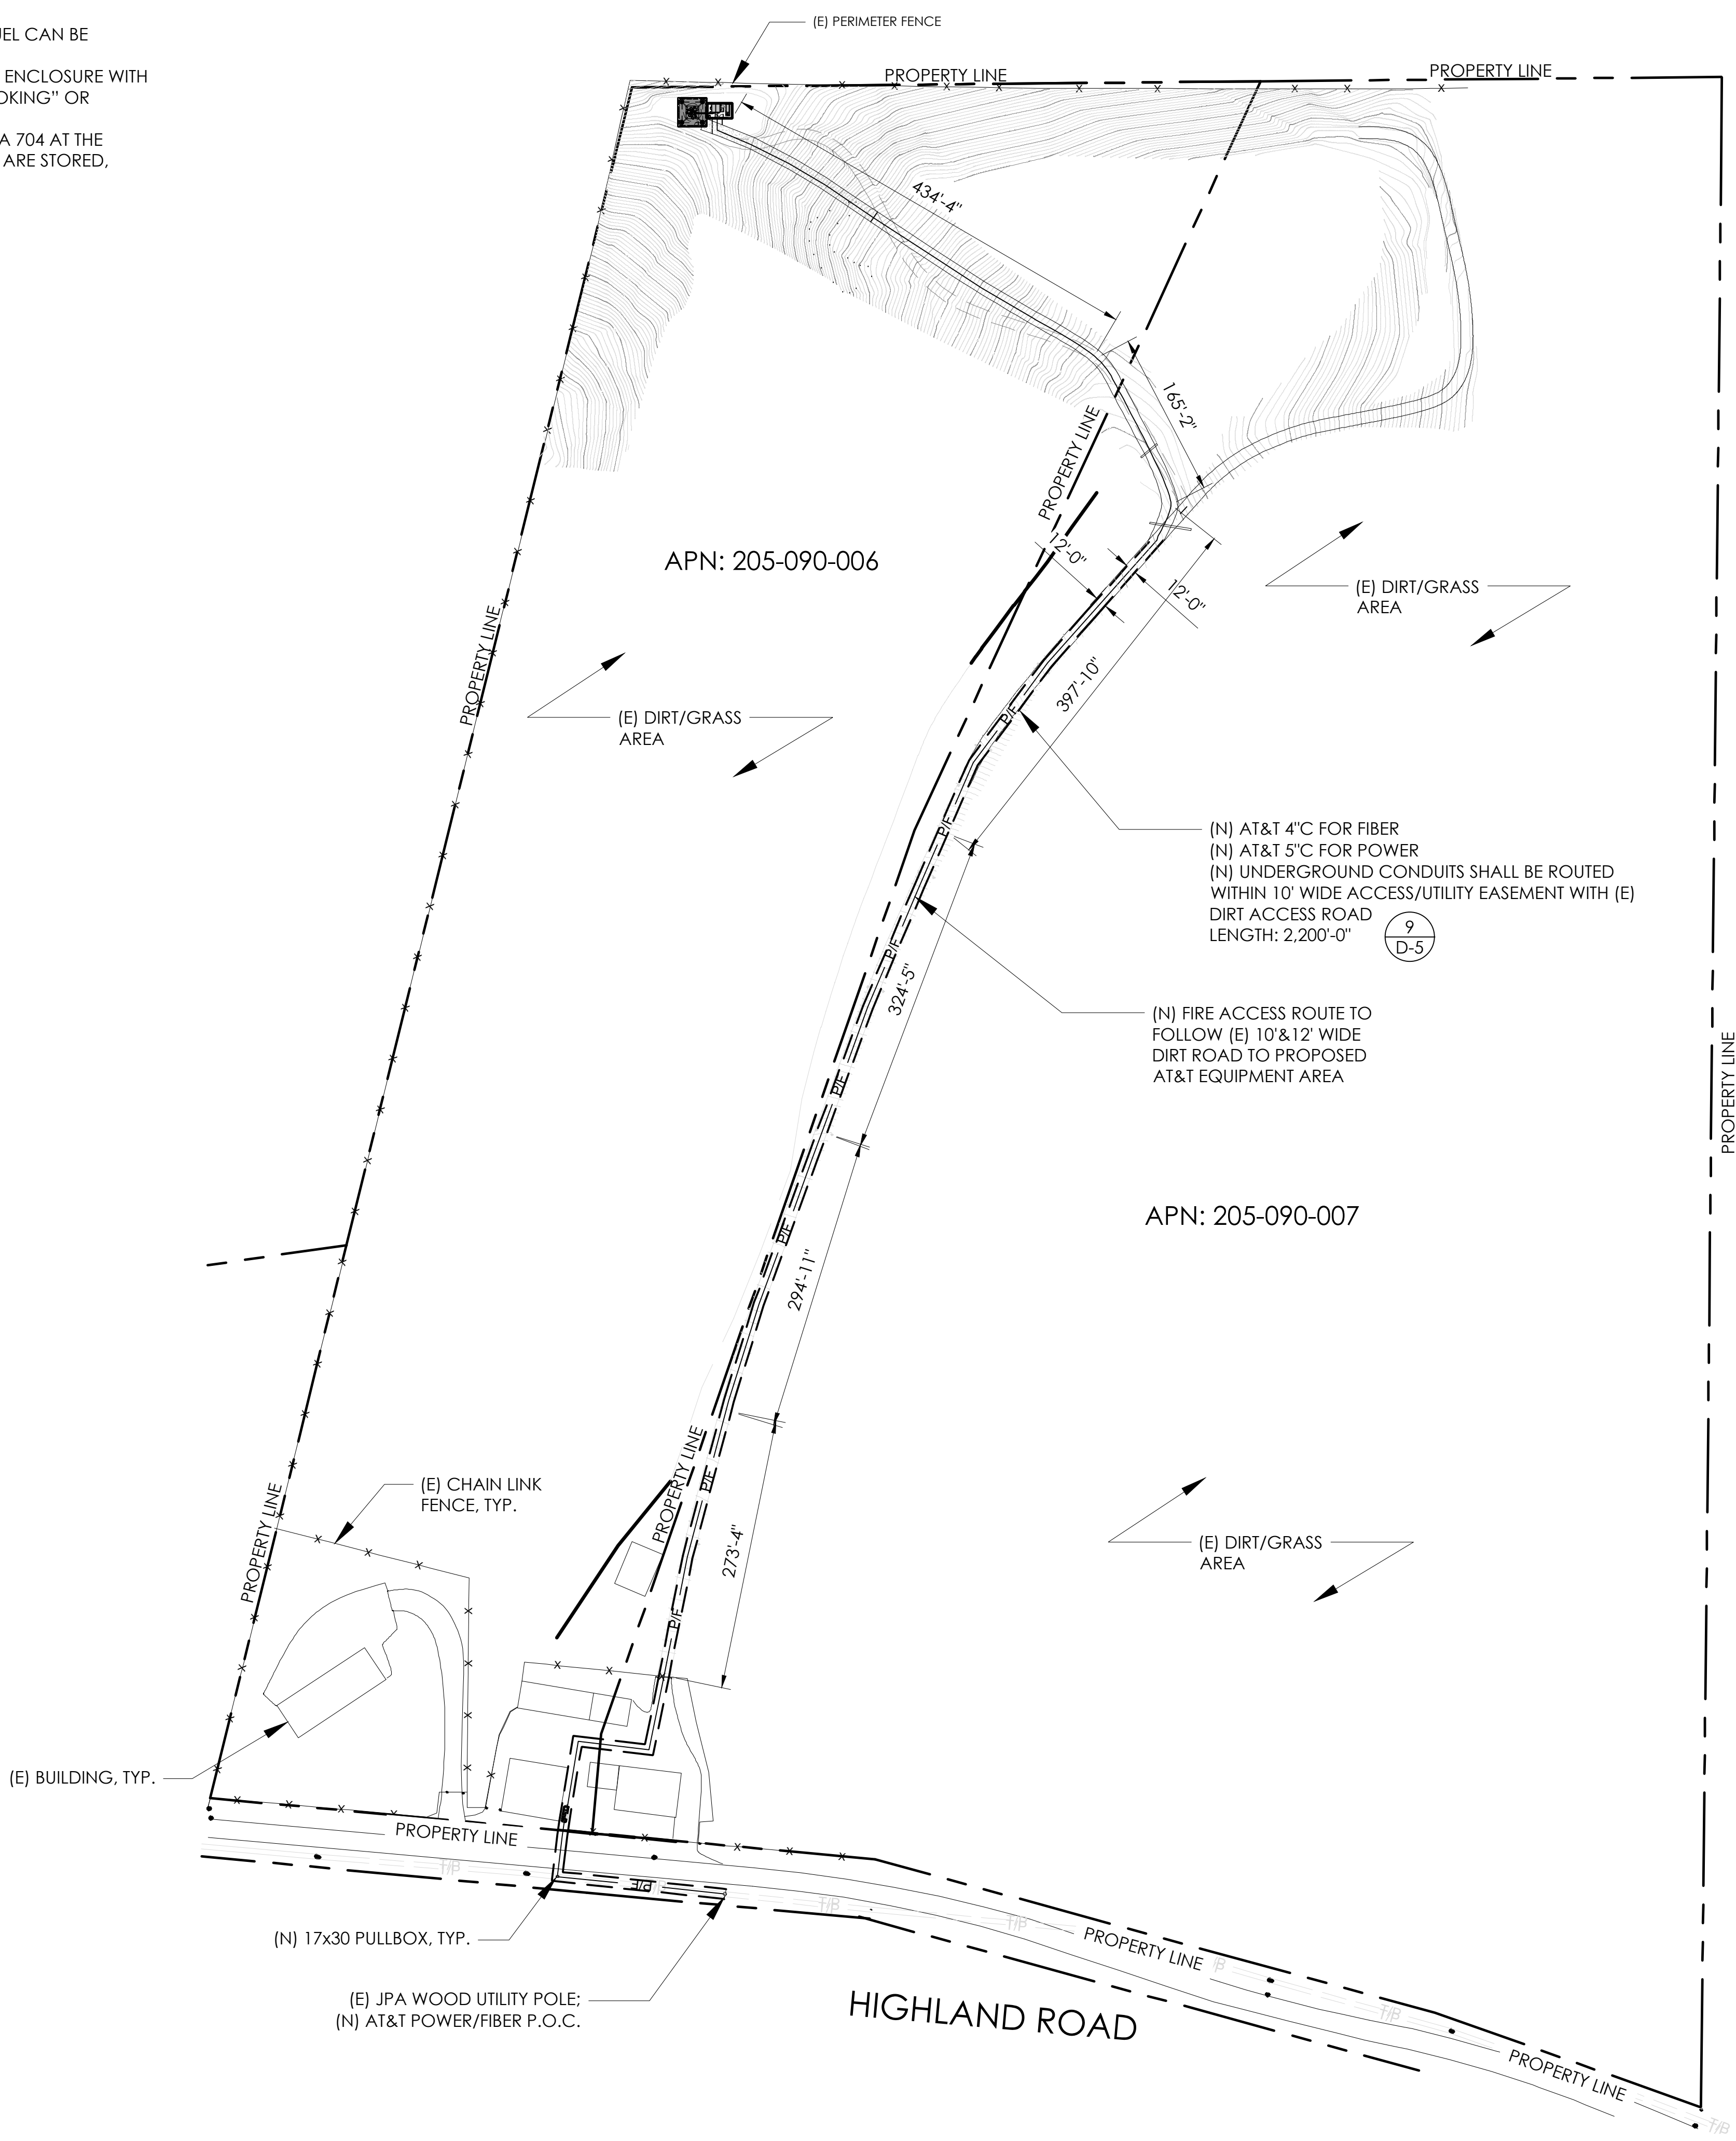 UEL CAN BE
ENCLOSURE WITH
OKING” OR
A 704 AT THE
ARE STORED,
(E) PERIMETER FENCE
PROPERTY LINE
PROPERTY LINE
434'-4"
165'-2"
PROPERTY LINE
12'-0"
12'-0"
APN: 205-090-006
(E) DIRT/GRASS
AREA
PROPERTY LINE
(E) DIRT/GRASS
AREA
397'-10"
P/F
P/F
(N) AT&T 4"C FOR FIBER
(N) AT&T 5"C FOR POWER
(N) UNDERGROUND CONDUITS SHALL BE ROUTED
WITHIN 10' WIDE ACCESS/UTILITY EASEMENT WITH (E)
DIRT ACCESS ROAD
LENGTH: 2,200'-0"
9
D-5
P/F
324'-5"
(N) FIRE ACCESS ROUTE TO
FOLLOW (E) 10'&12' WIDE
DIRT ROAD TO PROPOSED
AT&T EQUIPMENT AREA
PROPERTY LINE
P/F
APN: 205-090-007
P/F
294'-11"
PROPERTY LINE
P/F
(E) CHAIN LINK
FENCE, TYP.
PROPERTY LINE
273'-4"
(E) DIRT/GRASS
AREA
P/F
(E) BUILDING, TYP.
PROPERTY LINE
T/B
P/F
T/B
T/B
(N) 17x30 PULLBOX, TYP.
PROPERTY LINE
T/B
(E) JPA WOOD UTILITY POLE;
(N) AT&T POWER/FIBER P.O.C.
HIGHLAND ROAD
T/B
PROPERTY LINE
T/B